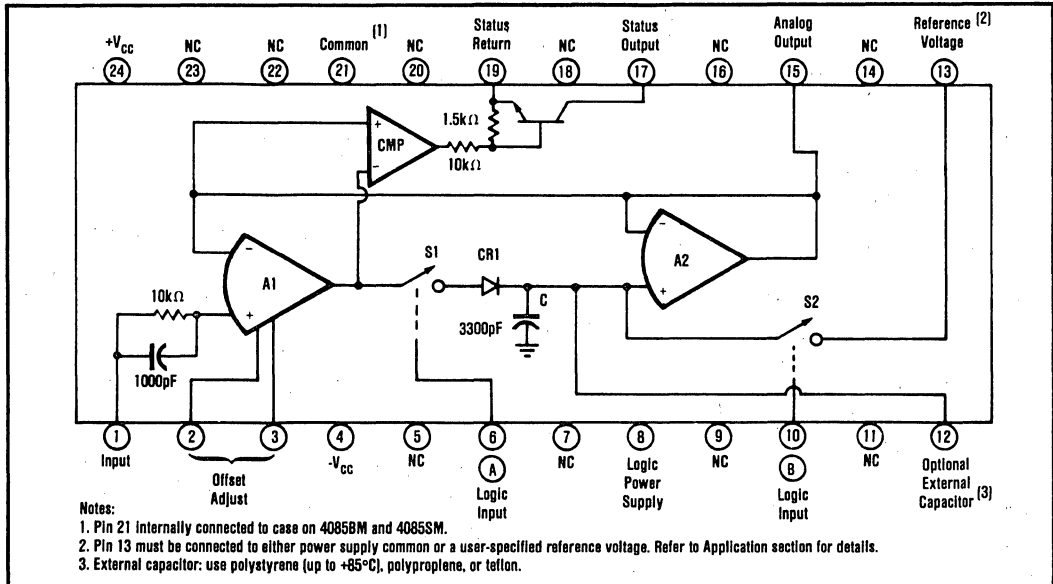 +VCC
NC
NC
Common (1)
NC
Status Return
NC
Status Output
NC
Analog Output
NC
Reference (2) Voltage
24
23
22
21
20
19
18
17
16
15
14
13
1.5kΩ
+
CMP
−
10kΩ
−
A2
+
−
A1
+
S1
CR1
C
3300pF
S2
10kΩ
1000pF
1
2
3
4
5
6
7
8
9
10
11
12
Input
Offset Adjust
-VCC
NC
A
Logic Input
NC
Logic Power Supply
NC
B
Logic Input
NC
Optional External Capacitor (3)
Notes:
1. Pin 21 internally connected to case on 4085BM and 4085SM.
2. Pin 13 must be connected to either power supply common or a user-specified reference voltage. Refer to Application section for details.
3. External capacitor: use polystyrene (up to +85°C), polyproplene, or teflon.